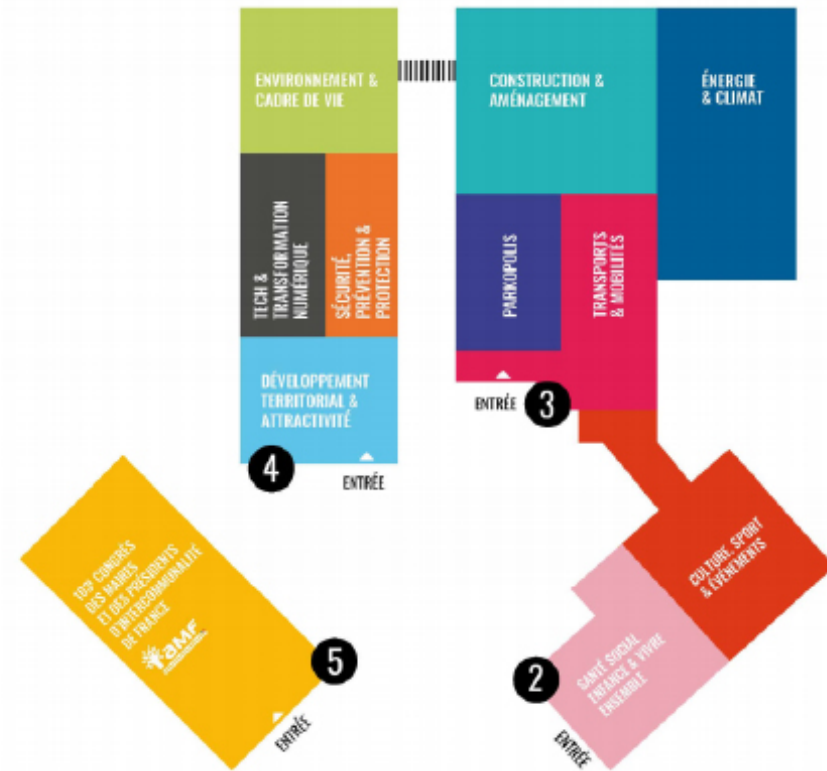 ENVIRONNEMENT &
CADRE DE VIE
CONSTRUCTION &
AMÉNAGEMENT
ÉNERGIE
& CLIMAT
TECH &
TRANSFORMATION
NUMÉRIQUE
SÉCURITÉ,
PRÉVENTION &
PROTECTION
PARKOPOLIS
TRANSPORTS
& MOBILITÉS
DÉVELOPPEMENT
TERRITORIAL &
ATTRACTIVITÉ
ENTRÉE
3
4
ENTRÉE
CULTURE, SPORT
& ÉVÉNEMENTS
103e CONGRÈS
DES MAIRES
ET DES PRÉSIDENTS
D'INTERCOMMUNALITÉ
DE FRANCE
AMF
5
ENTRÉE
2
SANTÉ SOCIAL
ENFANCE & VIVRE
ENSEMBLE
ENTRÉE